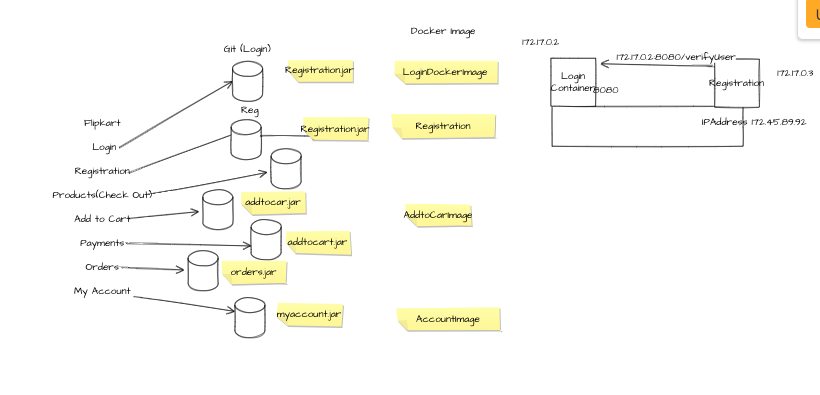 Docker Image
172.17.0.2
Git (Login)
172.17.0.2:8080/verifyUser
Registration.jar
LoginDockerImage
Login
Container
8080
Registration
172.17.0.3
Reg
Flipkart
Registration.jar
Registration
IPAddress 172.45.89.92
Login
Registration
Products(Check Out)
addtocar.jar
Add to Cart
AddtoCarImage
Payments
addtocart.jar
Orders
orders.jar
My Account
myaccount.jar
AccountImage